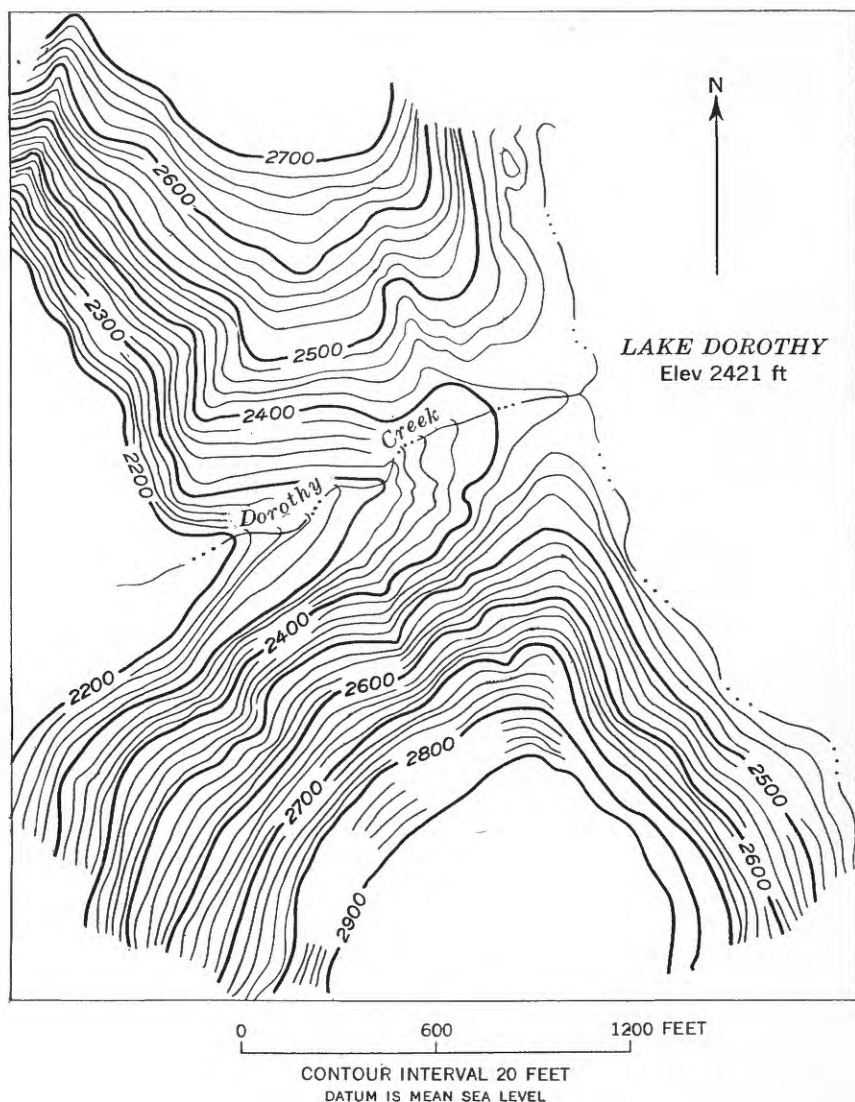 N
2700
2600
LAKE DOROTHY
Elev 2421 ft
2300
2500
2400
Creek
2200
Dorothy
2400
2200
2600
2800
2500
2700
2600
2900
0 600 1200 FEET
CONTOUR INTERVAL 20 FEET
DATUM IS MEAN SEA LEVEL